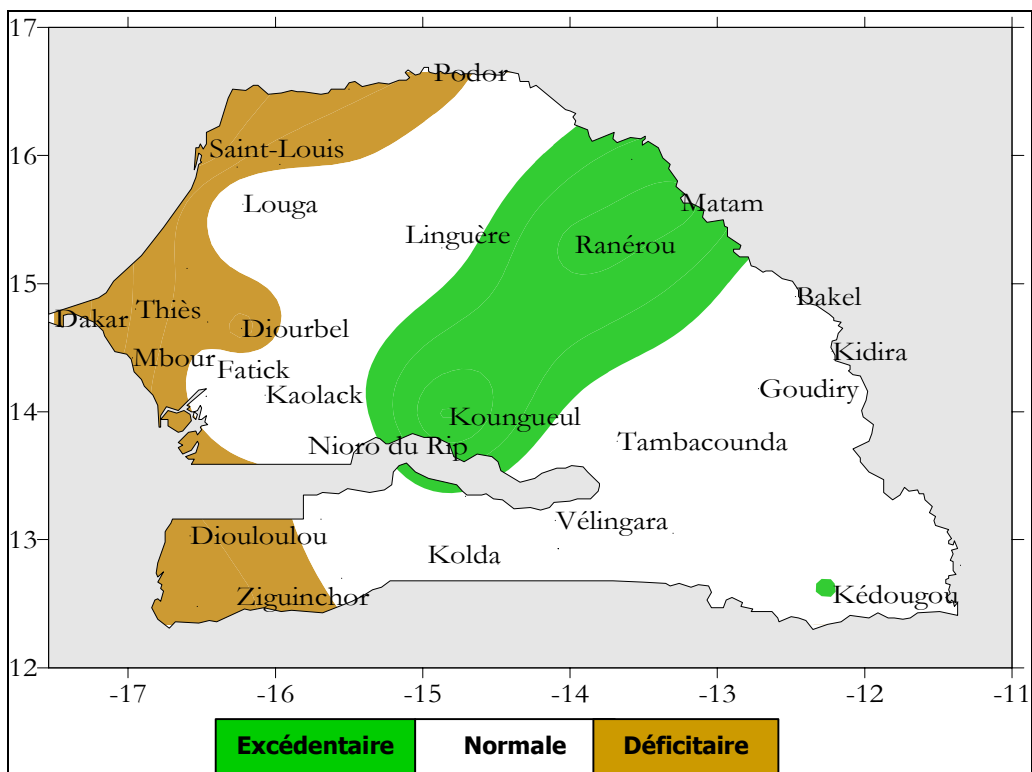 17
Podor
16
Saint-Louis
Louga
Matam
Linguère
Ranérou
15
Bakel
Thiès
Dakar
Diourbel
Kidira
Mbour
Fatick
Goudiry
Kaolack
14
Koungueul
Tambacounda
Nioro du Rip
Vélingara
13
Diouloulou
Kolda
Ziguinchor
Kédougou
12
-17 -16 -15 -14 -13 -12 -11
Excédentaire Normale Déficitaire